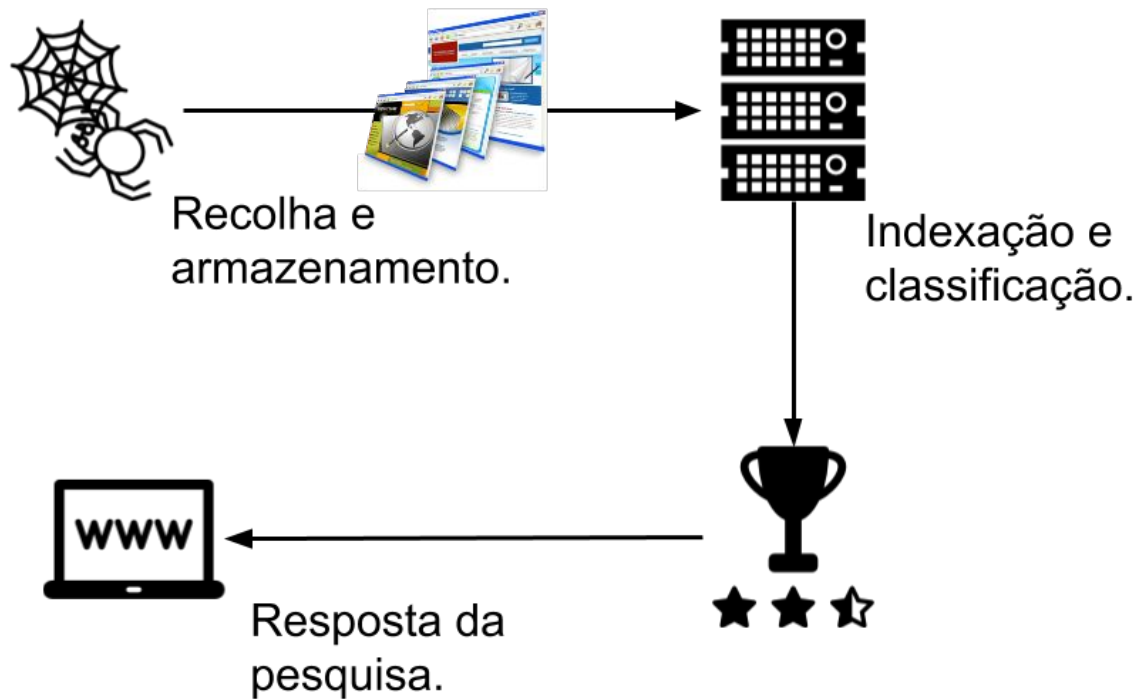 Recolha e
armazenamento.
Indexação e
classificação.
WWW
Resposta da
pesquisa.